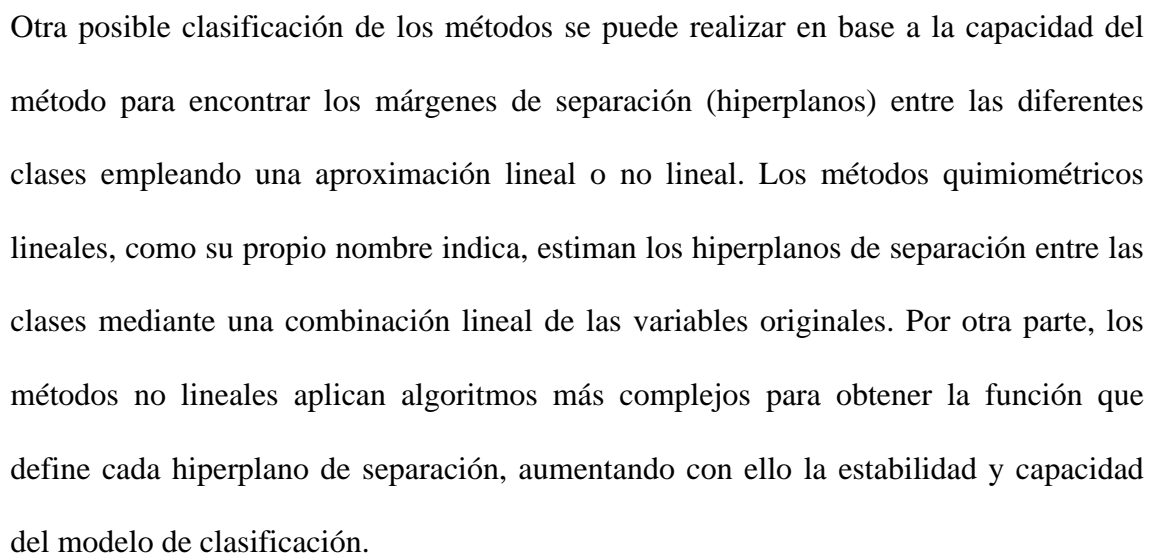 Otra posible clasificación de los métodos se puede realizar en base a la capacidad del
método para encontrar los márgenes de separación (hiperplanos) entre las diferentes
clases empleando una aproximación lineal o no lineal. Los métodos quimiométricos
lineales, como su propio nombre indica, estiman los hiperplanos de separación entre las
clases mediante una combinación lineal de las variables originales. Por otra parte, los
métodos no lineales aplican algoritmos más complejos para obtener la función que
define cada hiperplano de separación, aumentando con ello la estabilidad y capacidad
del modelo de clasificación.